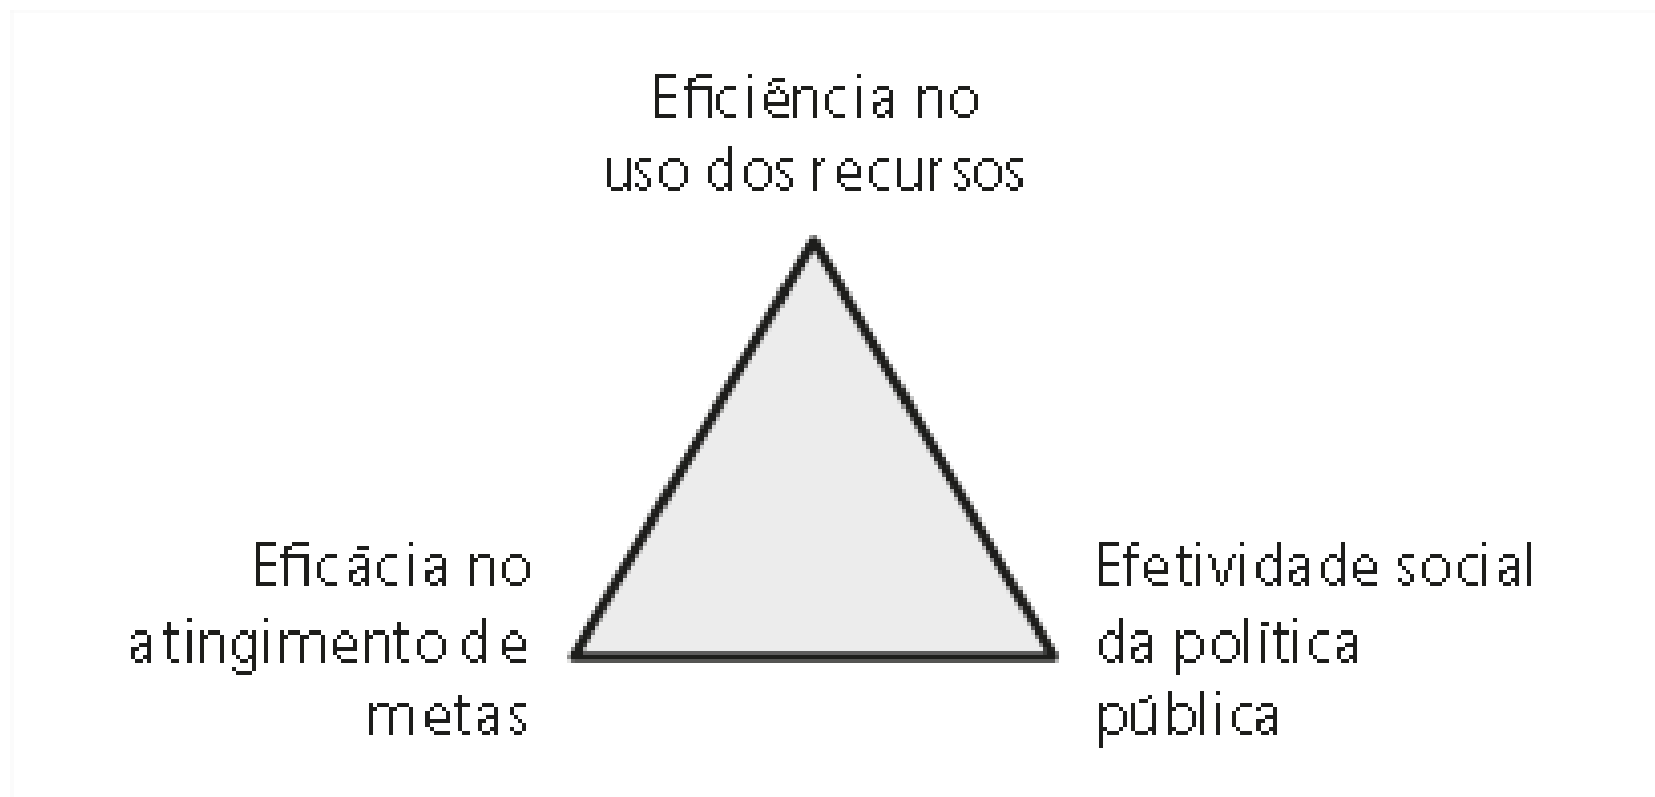 Eficiência no
uso dos recursos
Eficácia no
atingimento de
metas
Efetividade social
da política
pública